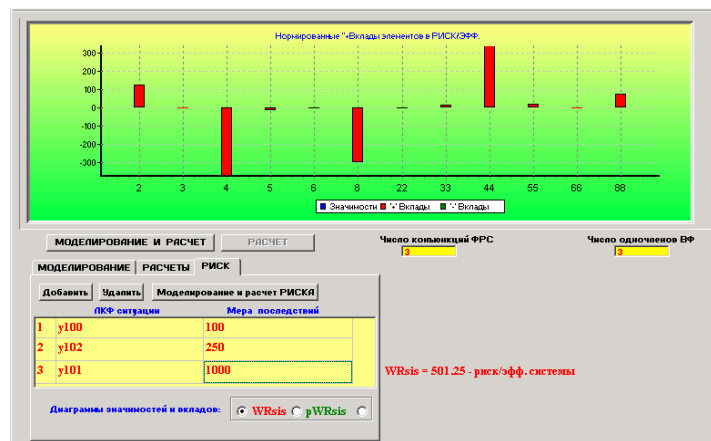 Нормированные "+Вклады элементов в РИСК/ЭФФ.
300
200
100
0
-100
-200
-300
2 3 4 5 6 8 22 33 44 55 66 88
Значимости '+' Вклады '-' Вклады
МОДЕЛИРОВАНИЕ И РАСЧЕТ РАСЧЕТ Число конъюнкций ФРС Число одночленов ВФ
3 3
МОДЕЛИРОВАНИЕ РАСЧЕТЫ РИСК
Добавить Удалить Моделирование и расчет РИСКА
ЛКФ ситуации Мера последствий
1 y100 100
2 y102 250
3 y101 1000
WRsis = 501.25 - риск/эфф. системы
Диаграммы значимостей и вкладов: WRsis pWRsis